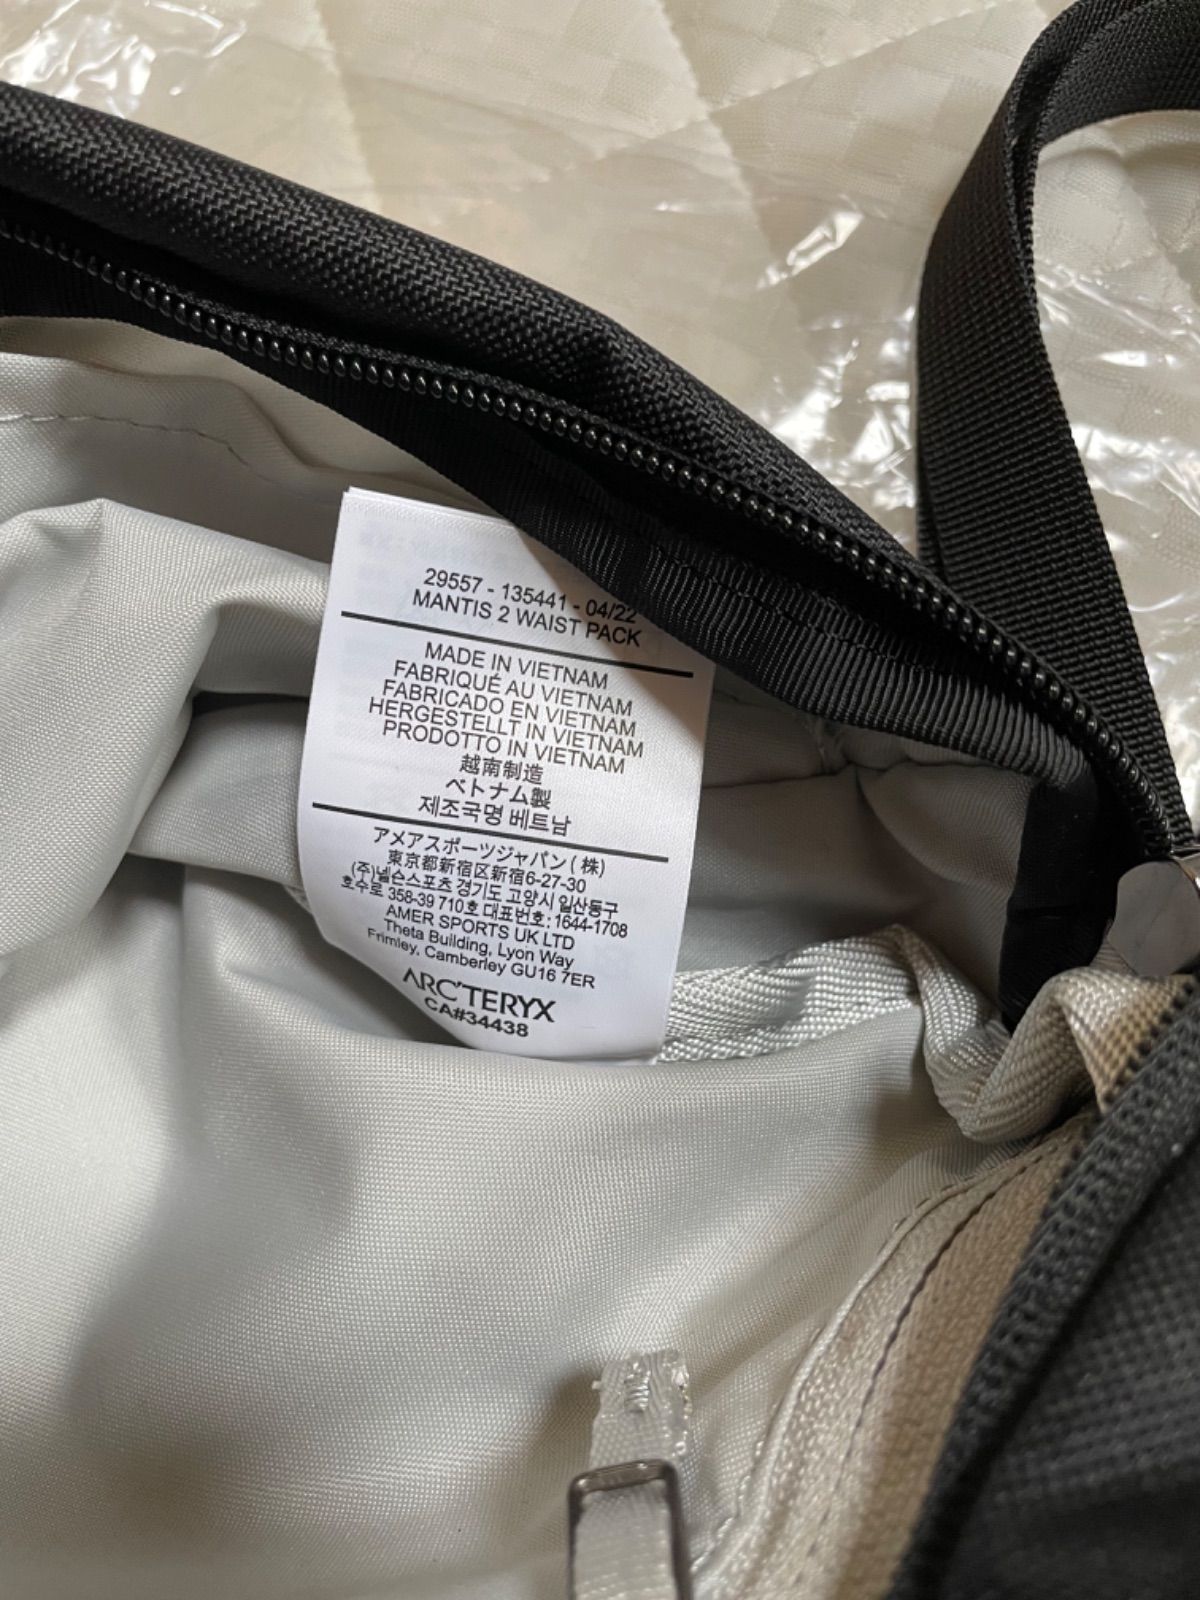 29557 - 135441 - 04/22
MANTIS 2 WAIST PACK
MADE IN VIETNAM
FABRIQUÉ AU VIETNAM
FABRICADO EN VIETNAM
HERGESTELLT IN VIETNAM
PRODOTTO IN VIETNAM
越南制造
ベトナム製
제조국명 베트남
アメアスポーツジャパン(株)
東京都新宿区新宿6-27-30
(주)넬슨스포츠 경기도 고양시 일산동구
호수로 358-39 710호 대표번호: 1644-1708
AMER SPORTS UK LTD
Theta Building, Lyon Way
Frimley, Camberley GU16 7ER
ARC'TERYX
CA#34438